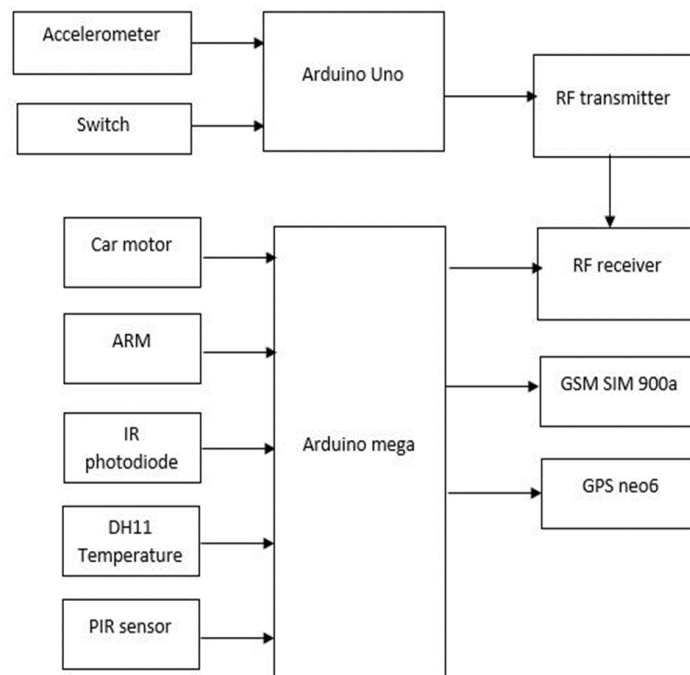 Accelerometer
Switch
Arduino Uno
RF transmitter
Car motor
ARM
IR
photodiode
DH11
Temperature
PIR sensor
Arduino mega
RF receiver
GSM SIM 900a
GPS neo6